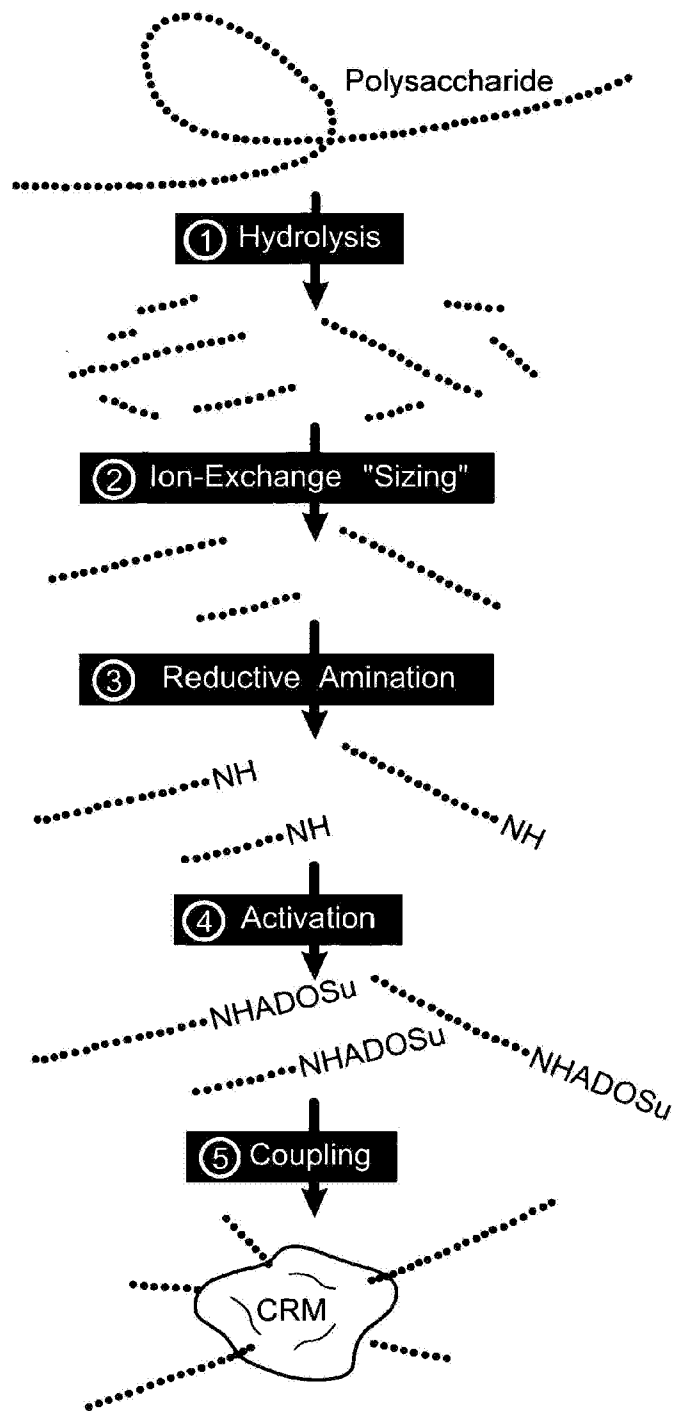 Polysaccharide
① Hydrolysis
② Ion-Exchange "Sizing"
③ Reductive Amination
NH
NH
NH
④ Activation
NHADOSu
NHADOSu
NHADOSu
⑤ Coupling
CRM